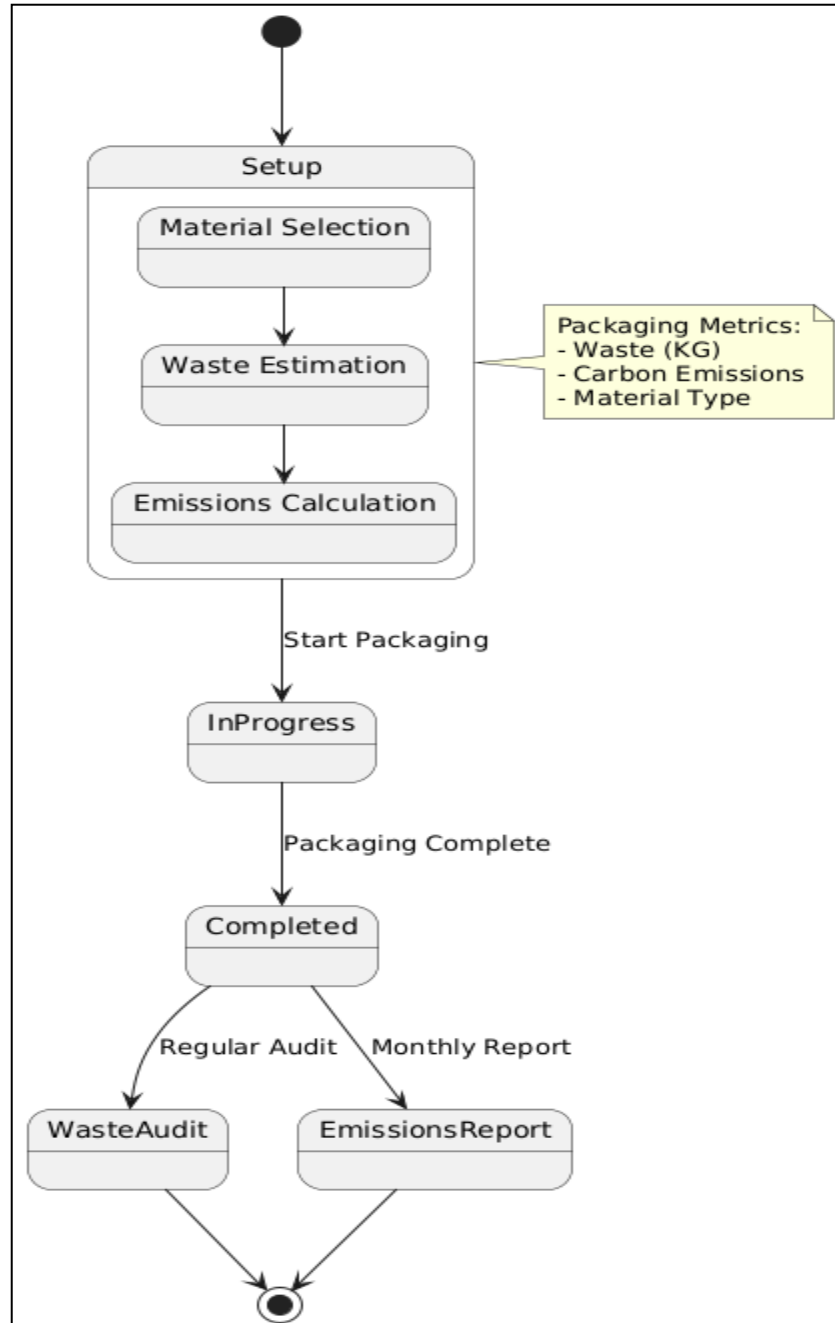 Setup
Material Selection
Waste Estimation
Emissions Calculation
Packaging Metrics:
- Waste (KG)
- Carbon Emissions
- Material Type
Start Packaging
InProgress
Packaging Complete
Completed
Regular Audit
Monthly Report
WasteAudit
EmissionsReport